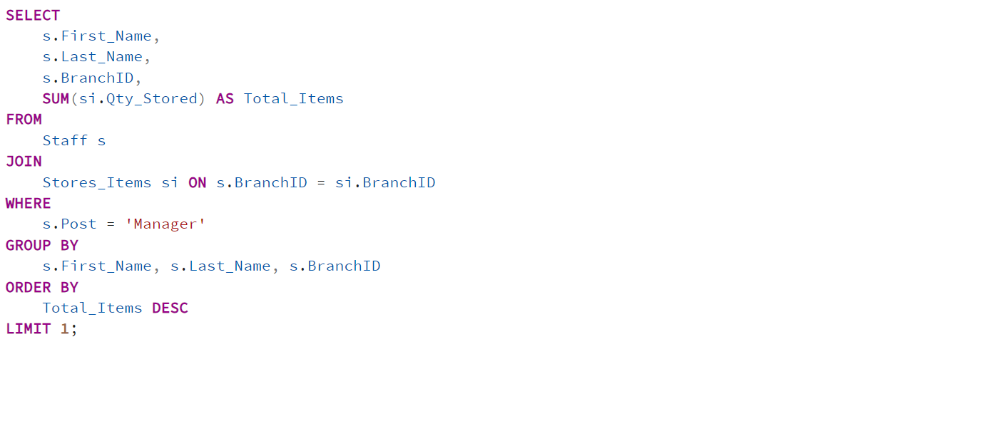 SELECT
    s.First_Name,
    s.Last_Name,
    s.BranchID,
    SUM(si.Qty_Stored) AS Total_Items
FROM
    Staff s
JOIN
    Stores_Items si ON s.BranchID = si.BranchID
WHERE
    s.Post = 'Manager'
GROUP BY
    s.First_Name, s.Last_Name, s.BranchID
ORDER BY
    Total_Items DESC
LIMIT 1;